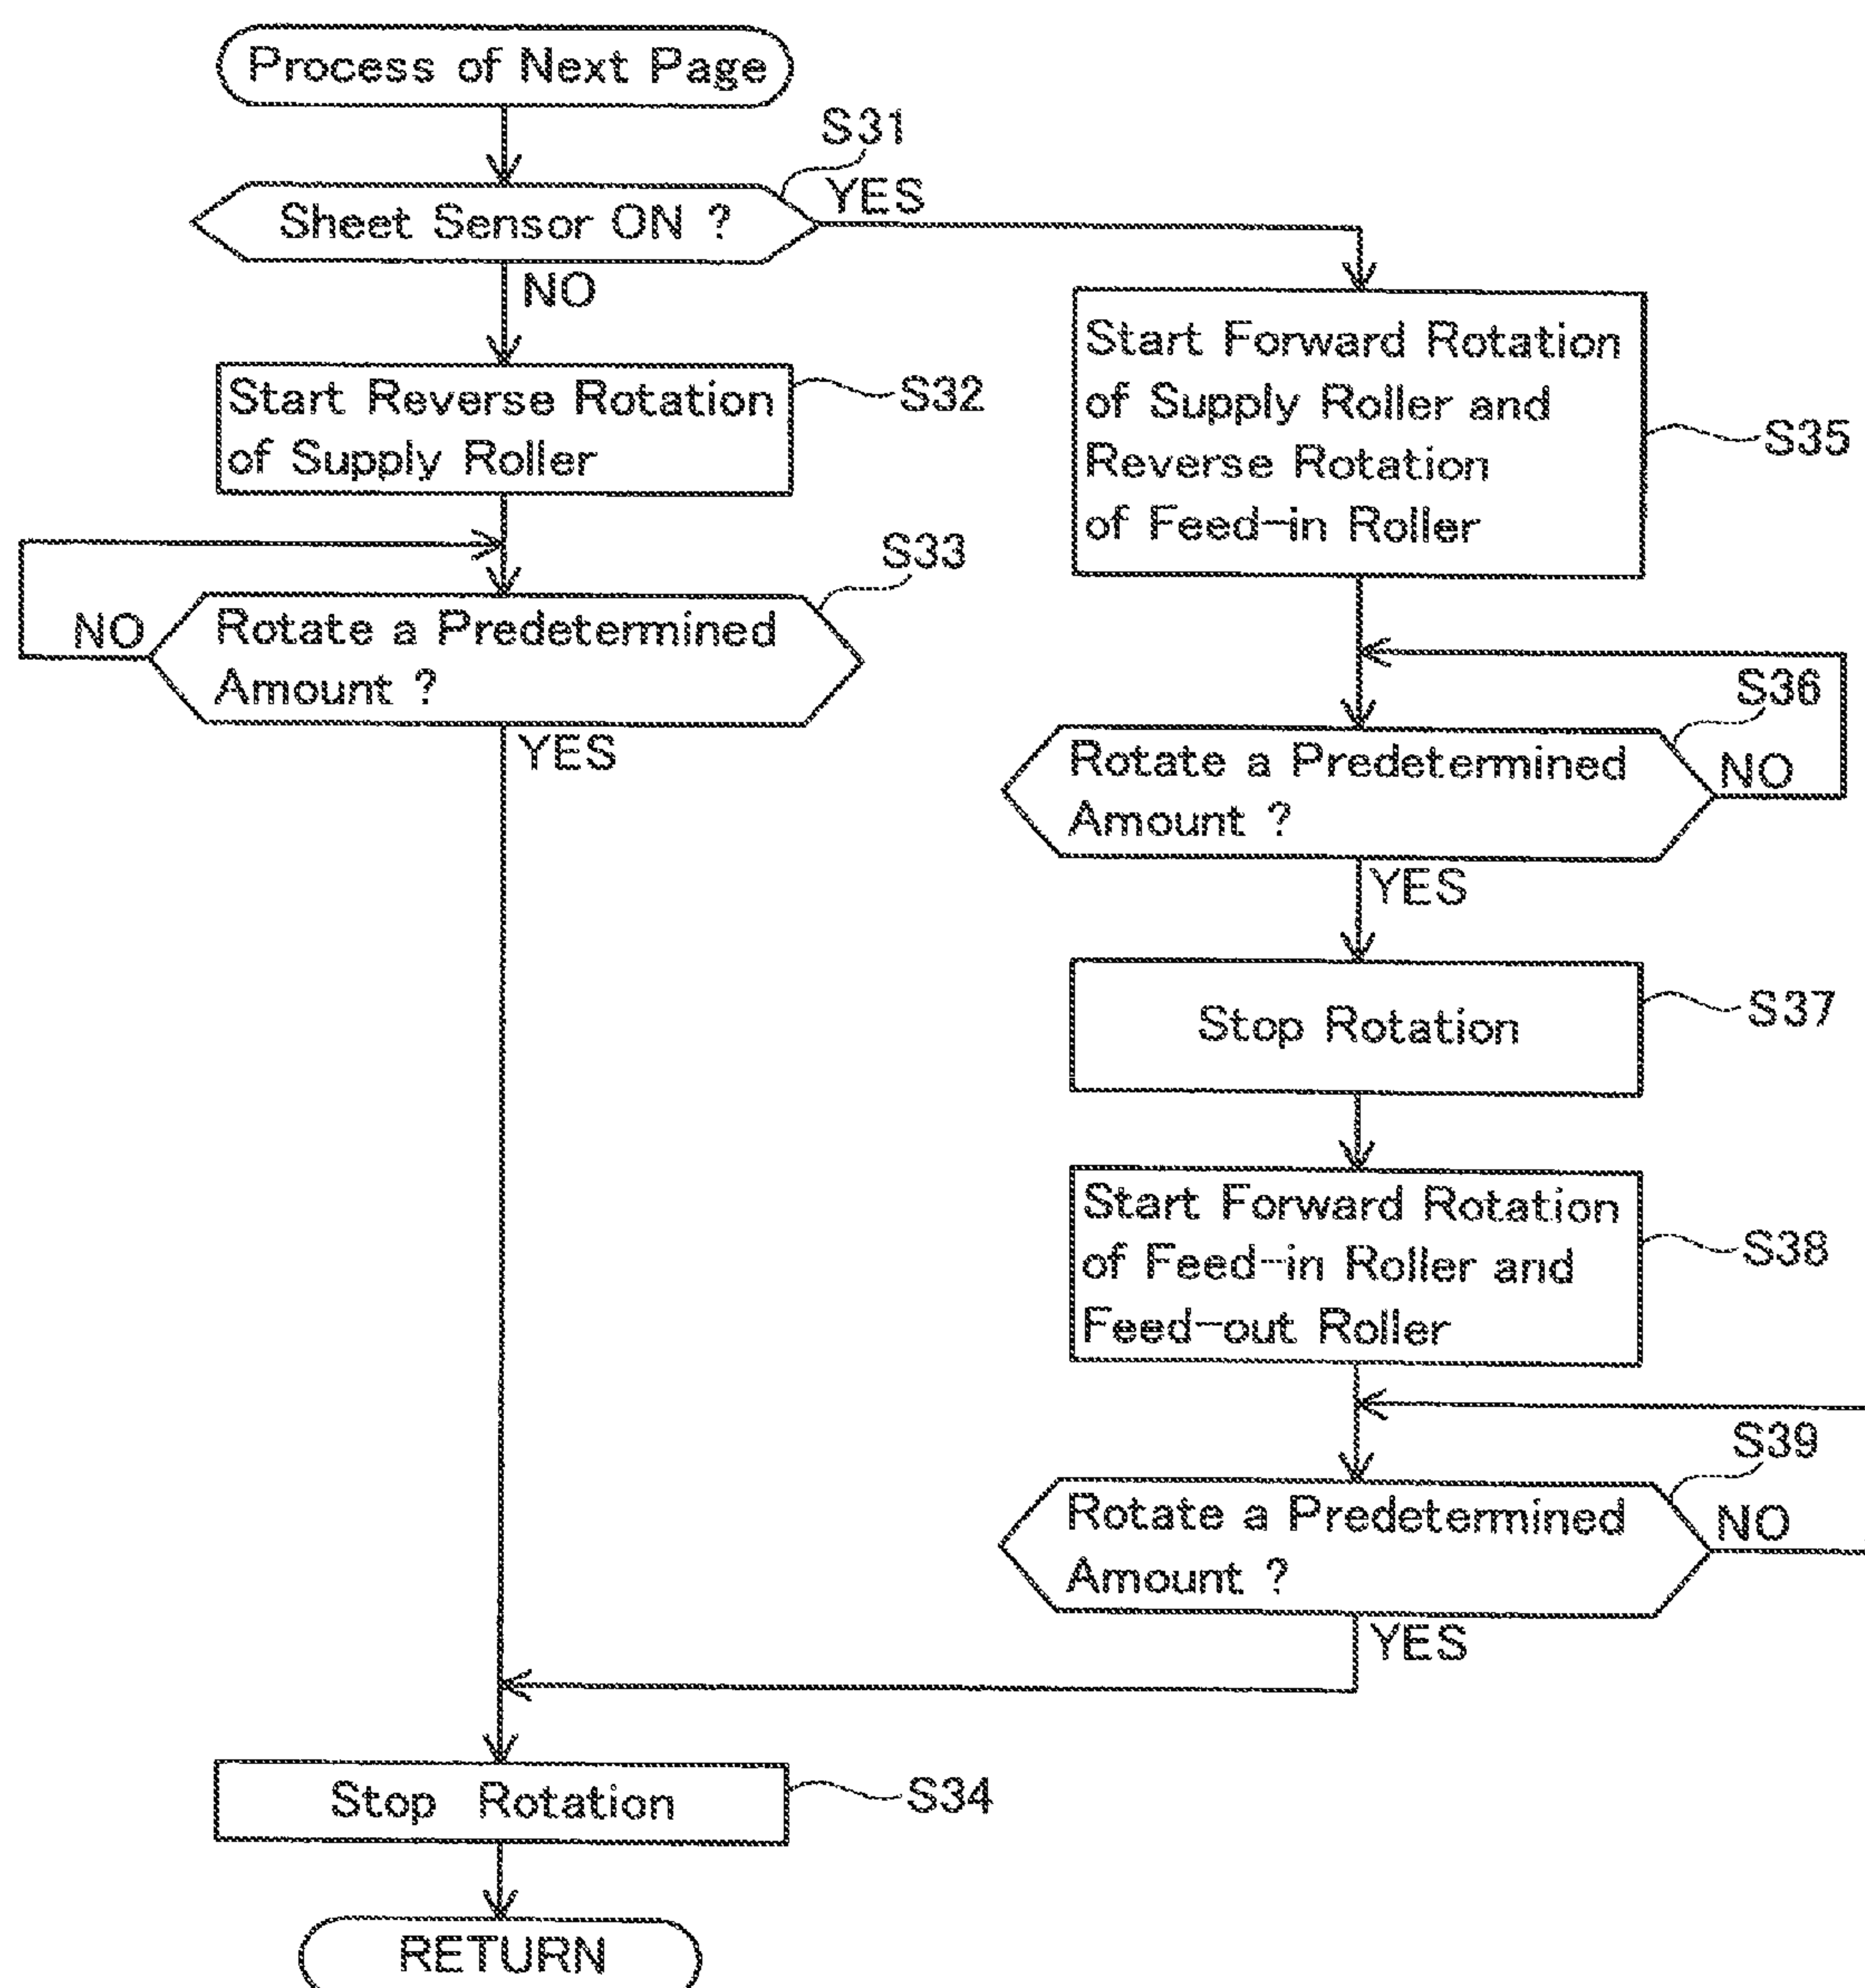 Process of Next Page
S31
Sheet Sensor ON ?
YES
NO
Start Reverse Rotation
of Supply Roller
S32
S33
Rotate a Predetermined
Amount ?
NO
YES
Start Forward Rotation
of Supply Roller and
Reverse Rotation
of Feed-in Roller
S35
S36
Rotate a Predetermined
Amount ?
NO
YES
Stop Rotation
S37
Start Forward Rotation
of Feed-in Roller and
Feed-out Roller
S38
S39
Rotate a Predetermined
Amount ?
NO
YES
Stop Rotation
S34
RETURN